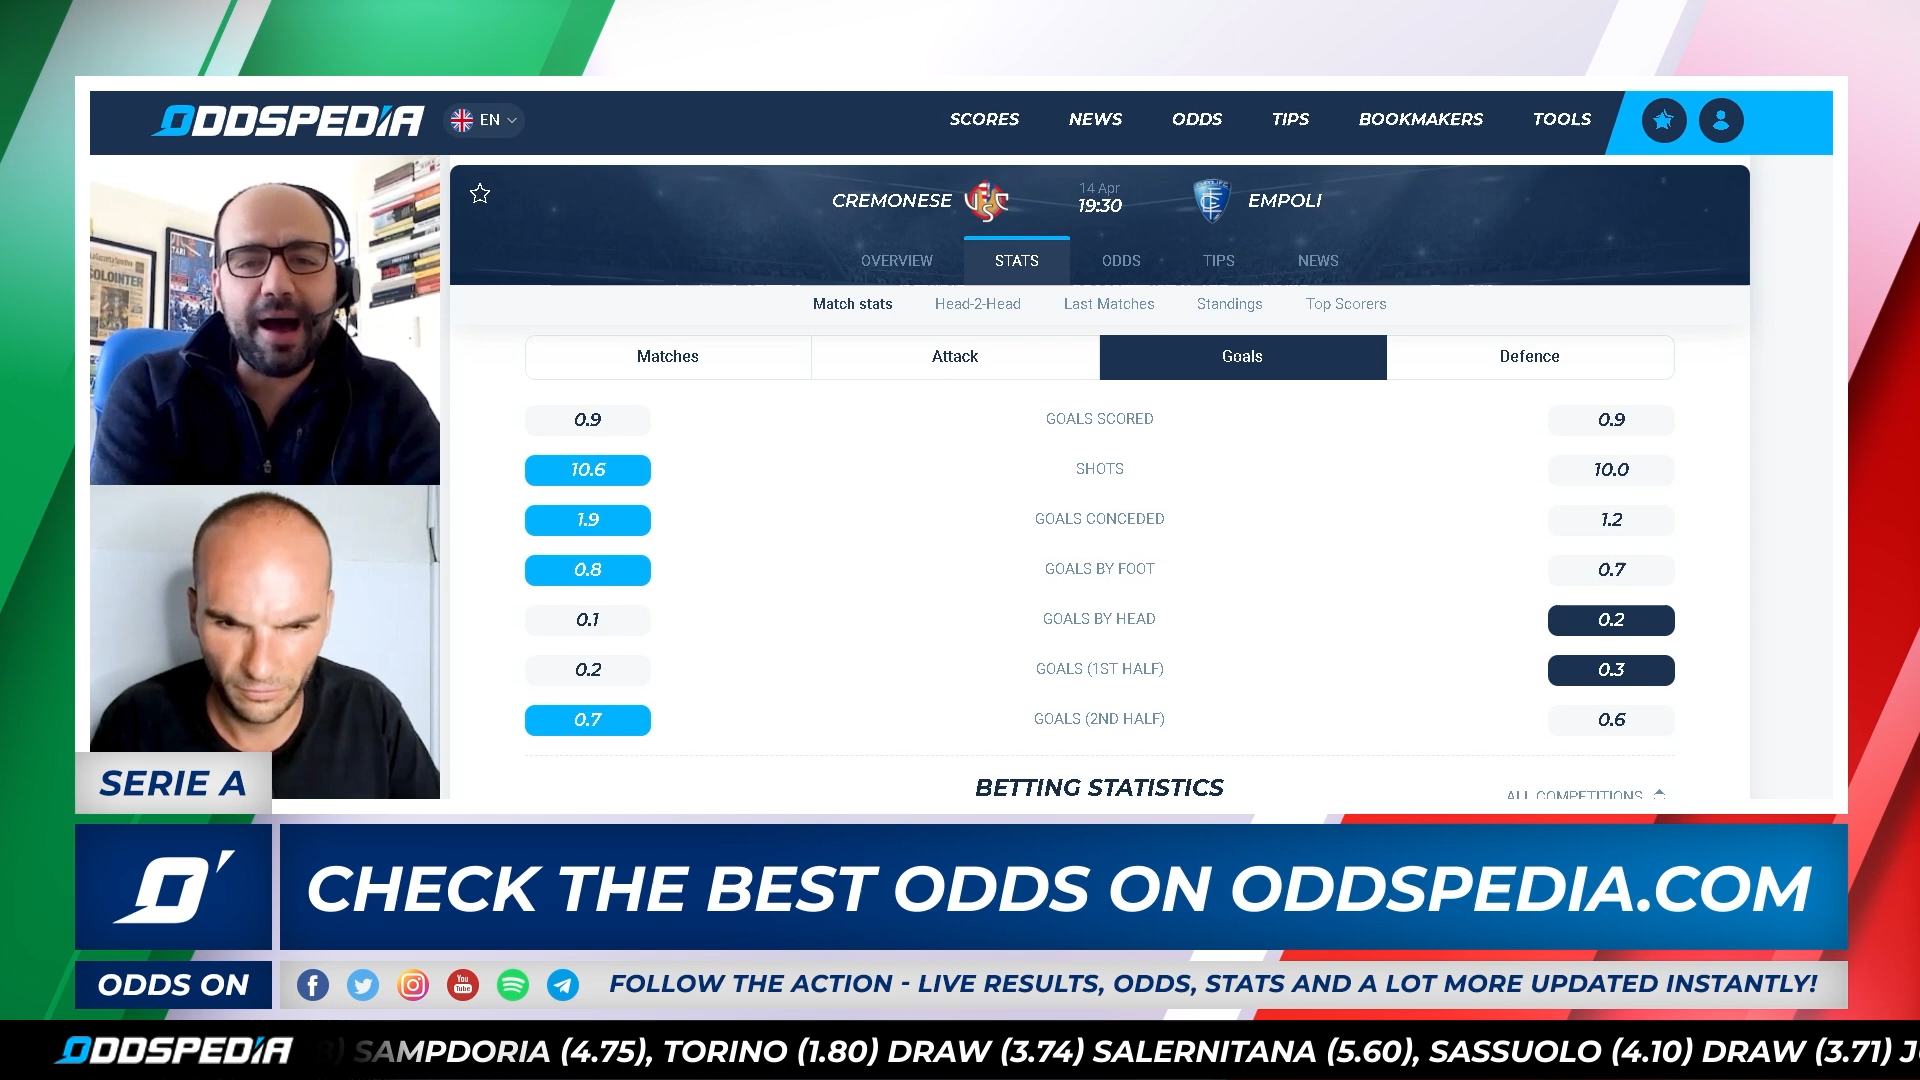 ODDSPEDIA
EN
SCORES NEWS ODDS TIPS BOOKMAKERS TOOLS
CREMONESE
14 Apr
19:30
EMPOLI
OVERVIEW STATS ODDS TIPS NEWS
Match stats Head-2-Head Last Matches Standings Top Scorers
Matches Attack Goals Defence
0.9 GOALS SCORED 0.9
10.6 SHOTS 10.0
1.9 GOALS CONCEDED 1.2
0.8 GOALS BY FOOT 0.7
0.1 GOALS BY HEAD 0.2
0.2 GOALS (1ST HALF) 0.3
0.7 GOALS (2ND HALF) 0.6
BETTING STATISTICS
ALL COMPETITIONS
SOLOINTER
SERIE A
CHECK THE BEST ODDS ON ODDSPEDIA.COM
ODDS ON
You Tube
FOLLOW THE ACTION - LIVE RESULTS, ODDS, STATS AND A LOT MORE UPDATED INSTANTLY!
ODDSPEDIA
) SAMPDORIA (4.75), TORINO (1.80) DRAW (3.74) SALERNITANA (5.60), SASSUOLO (4.10) DRAW (3.71)